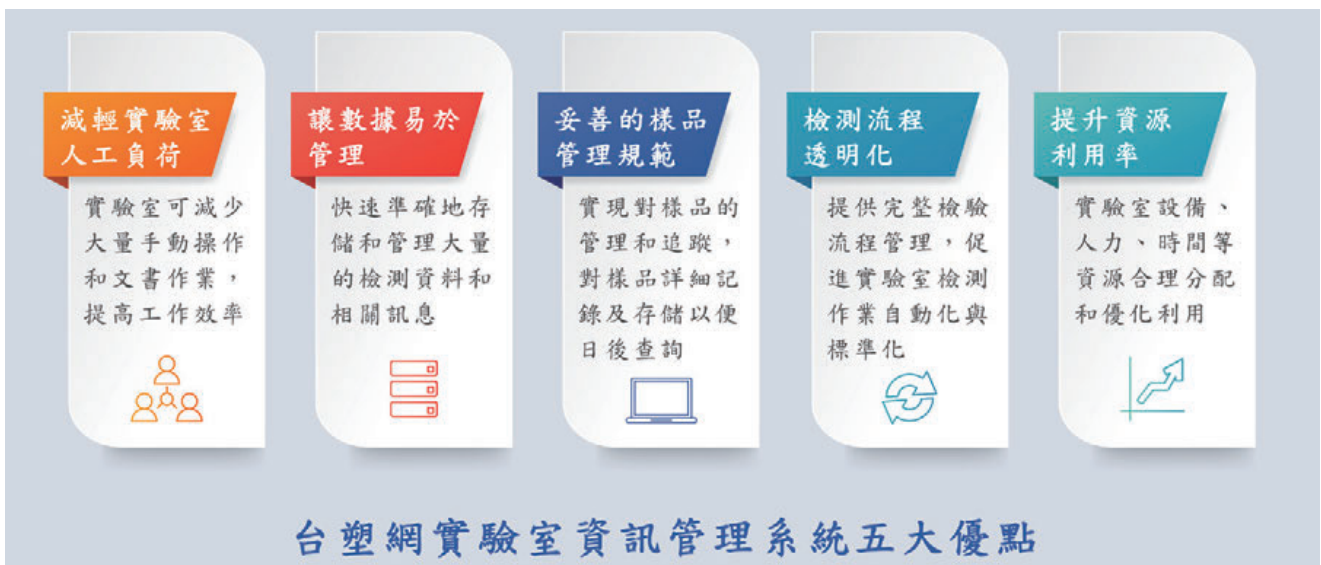 減輕實驗室
人工負荷
實驗室可減少
大量手動操作
和文書作業，
提高工作效率
讓數據易於
管理
快速準確地存
儲和管理大量
的檢測資料和
相關訊息
妥善的樣品
管理規範
實現對樣品的
管理和追蹤，
對樣品詳細記
錄及存儲以便
日後查詢
檢測流程
透明化
提供完整檢驗
流程管理，促
進實驗室檢測
作業自動化與
標準化
提升資源
利用率
實驗室設備、
人力、時間等
資源合理分配
和優化利用
台塑網實驗室資訊管理系統五大優點